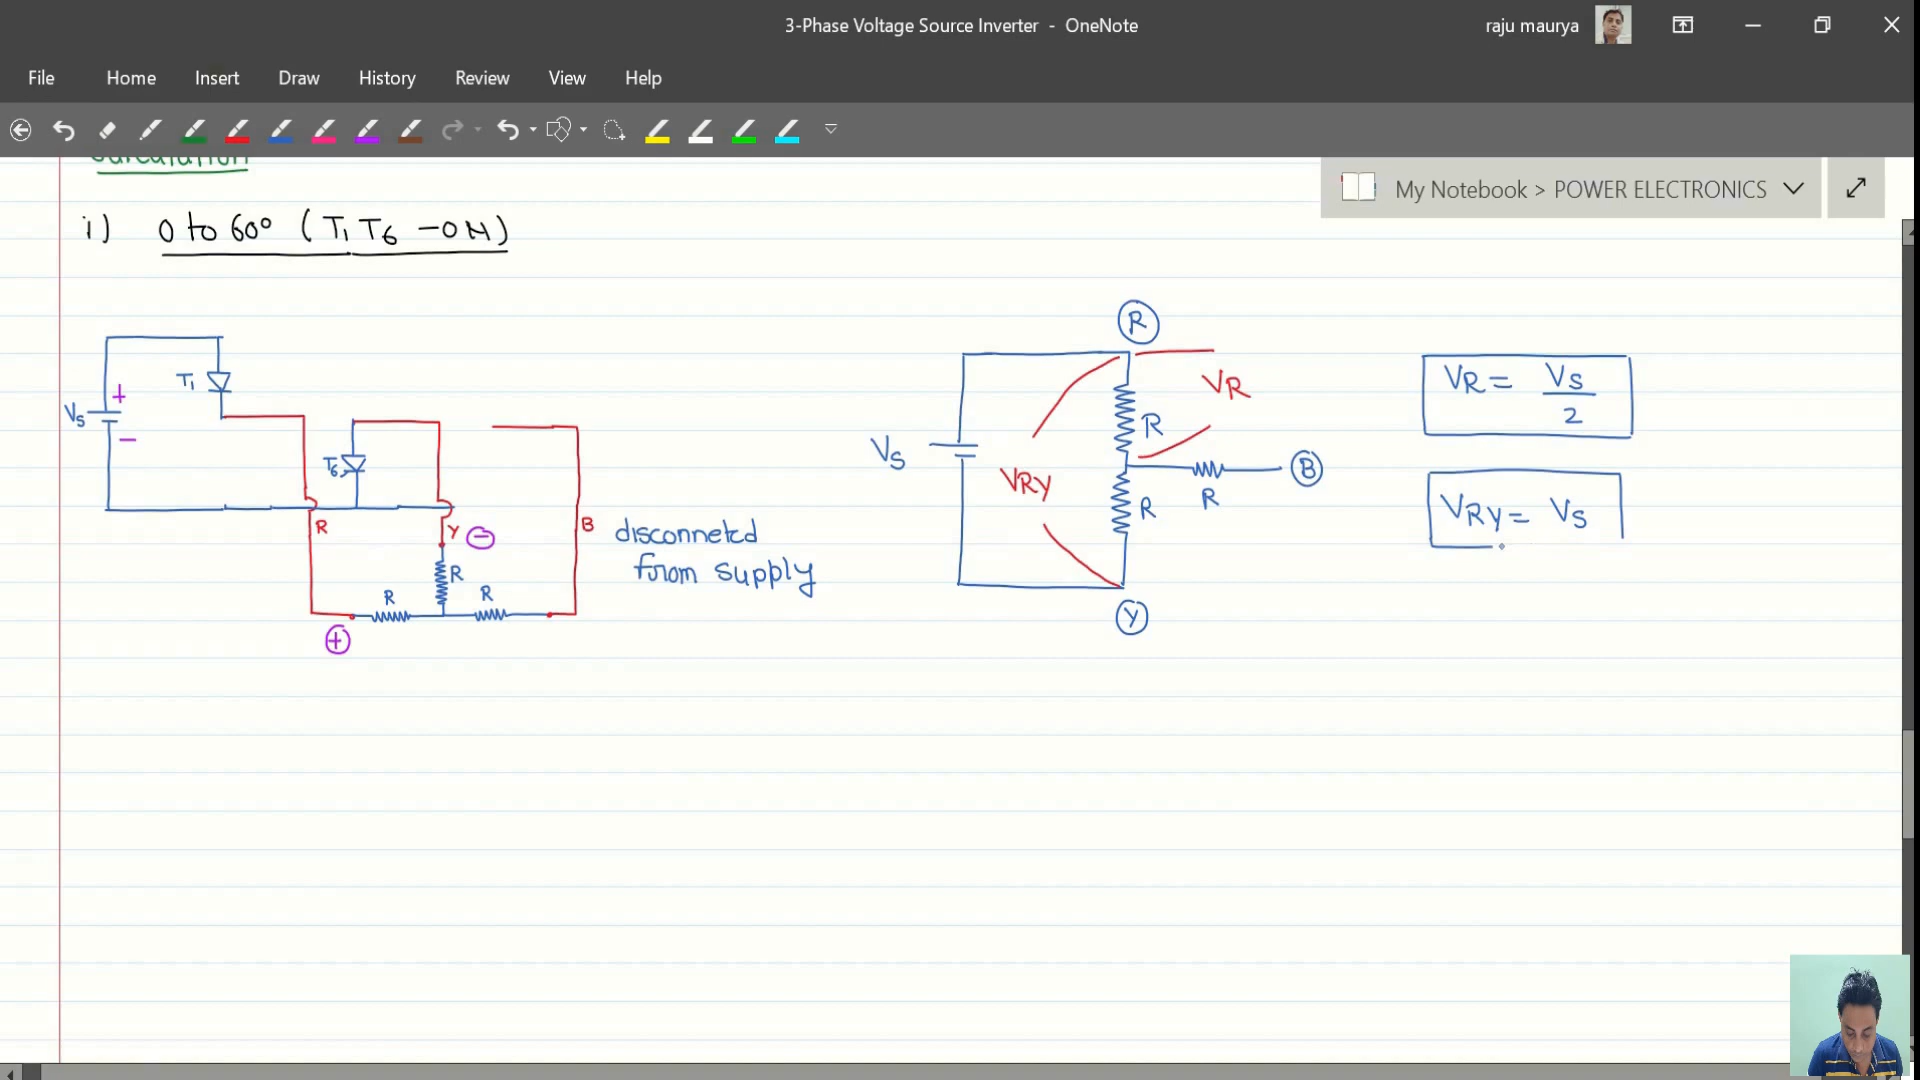 3-Phase Voltage Source Inverter - OneNote
raju maurya
File Home Insert Draw History Review View Help
My Notebook > POWER ELECTRONICS
i) 0 to 60° (T1 T6 - ON)
T1
+
Vs
−
T6
R
Y
−
B
disconneted
from supply
R
R
R
+
R
VR
Vs
R
VRY
B
R
R
Y
VR = Vs/2
VRY = Vs